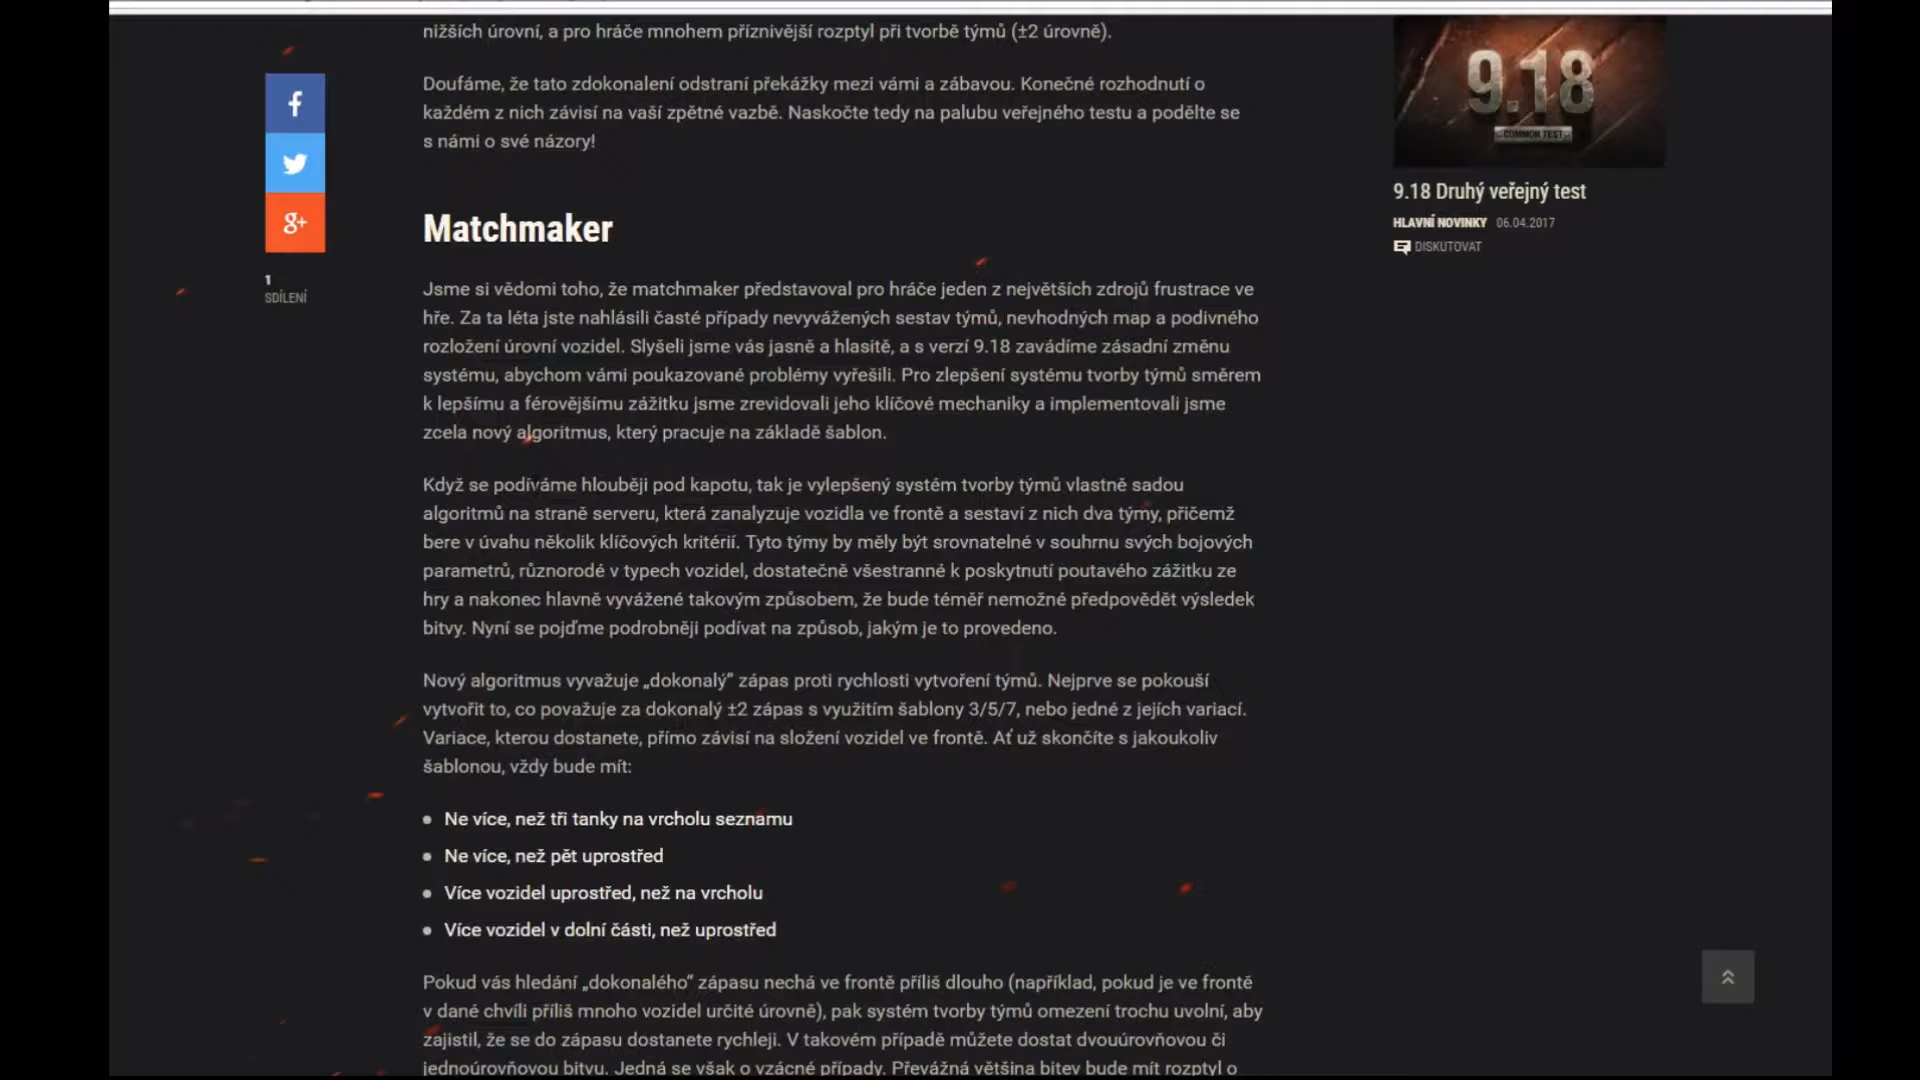 nižších úrovní, a pro hráče mnohem příznivější rozptyl při tvorbě týmů (±2 úrovně).
Doufáme, že tato zdokonalení odstraní překážky mezi vámi a zábavou. Konečné rozhodnutí o
každém z nich závisí na vaší zpětné vazbě. Naskočte tedy na palubu veřejného testu a podělte se
s námi o své názory!
Matchmaker
Jsme si vědomi toho, že matchmaker představoval pro hráče jeden z největších zdrojů frustrace ve
hře. Za ta léta jste nahlásili časté případy nevyvážených sestav týmů, nevhodných map a podivného
rozložení úrovní vozidel. Slyšeli jsme vás jasně a hlasitě, a s verzí 9.18 zavádíme zásadní změnu
systému, abychom vámi poukazované problémy vyřešili. Pro zlepšení systému tvorby týmů směrem
k lepšímu a férovějšímu zážitku jsme zrevidovali jeho klíčové mechaniky a implementovali jsme
zcela nový algoritmus, který pracuje na základě šablon.
Když se podíváme hlouběji pod kapotu, tak je vylepšený systém tvorby týmů vlastně sadou
algoritmů na straně serveru, která zanalyzuje vozidla ve frontě a sestaví z nich dva týmy, přičemž
bere v úvahu několik klíčových kritérií. Tyto týmy by měly být srovnatelné v souhrnu svých bojových
parametrů, různorodé v typech vozidel, dostatečně všestranné k poskytnutí poutavého zážitku ze
hry a nakonec hlavně vyvážené takovým způsobem, že bude téměř nemožné předpovědět výsledek
bitvy. Nyní se pojďme podrobněji podívat na způsob, jakým je to provedeno.
Nový algoritmus vyvažuje „dokonalý“ zápas proti rychlosti vytvoření týmů. Nejprve se pokouší
vytvořit to, co považuje za dokonalý ±2 zápas s využitím šablony 3/5/7, nebo jedné z jejích variací.
Variace, kterou dostanete, přímo závisí na složení vozidel ve frontě. Ať už skončíte s jakoukoliv
šablonou, vždy bude mít:
Ne více, než tři tanky na vrcholu seznamu
Ne více, než pět uprostřed
Více vozidel uprostřed, než na vrcholu
Více vozidel v dolní části, než uprostřed
Pokud vás hledání „dokonalého“ zápasu nechá ve frontě příliš dlouho (například, pokud je ve frontě
v dané chvíli příliš mnoho vozidel určité úrovně), pak systém tvorby týmů omezení trochu uvolní, aby
zajistil, že se do zápasu dostanete rychleji. V takovém případě můžete dostat dvouúrovňovou či
jednoúrovňovou bitvu. Jedná se však o vzácné případy. Převážná většina bitev bude mít rozptyl o
f
g+
1
SDÍLENÍ
9.18
COMMON TEST
9.18 Druhý veřejný test
HLAVNÍ NOVINKY 06.04.2017
DISKUTOVAT